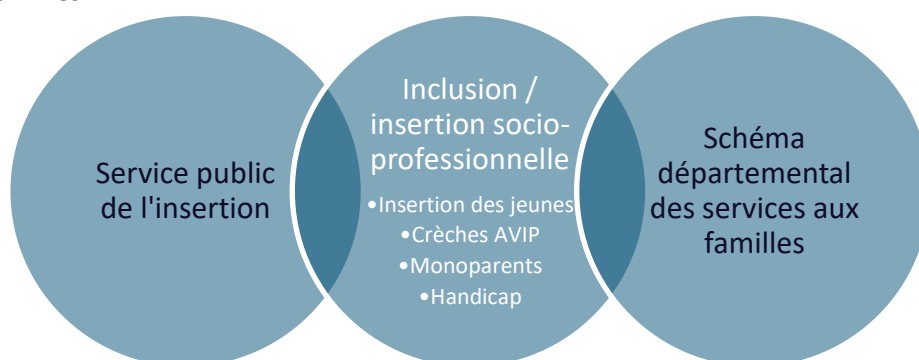 Service public
de l'insertion
Inclusion /
insertion socio-
professionnelle
•Insertion des jeunes
•Crèches AVIP
•Monoparents
•Handicap
Schéma
départemental
des services aux
familles